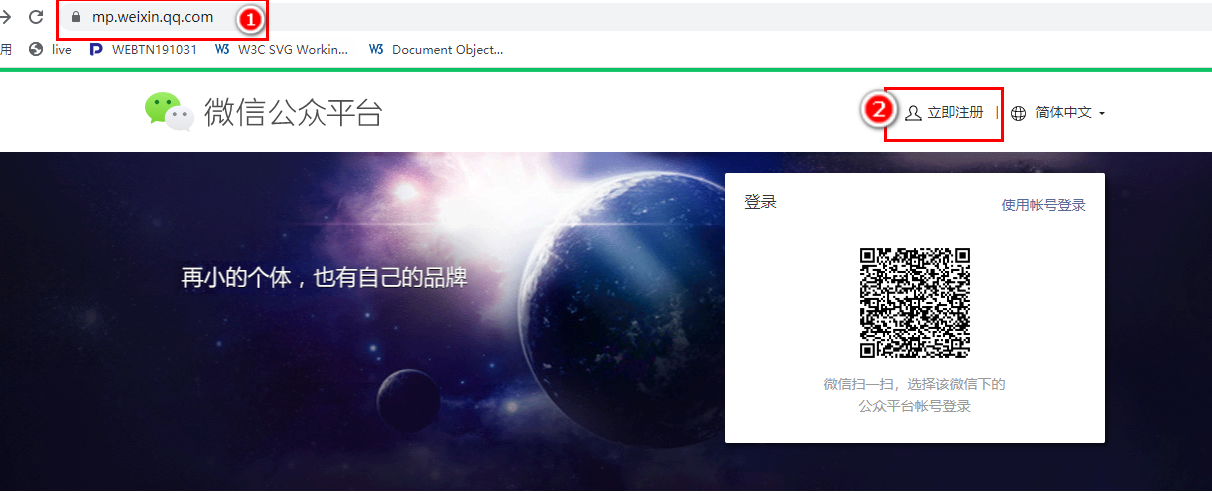 mp.weixin.qq.com
1
用 live WEBTN191031 W3C SVG Workin... Document Object...
微信公众平台
2
立即注册
简体中文
登录
使用帐号登录
再小的个体，也有自己的品牌
微信扫一扫，选择该微信下的
公众平台帐号登录